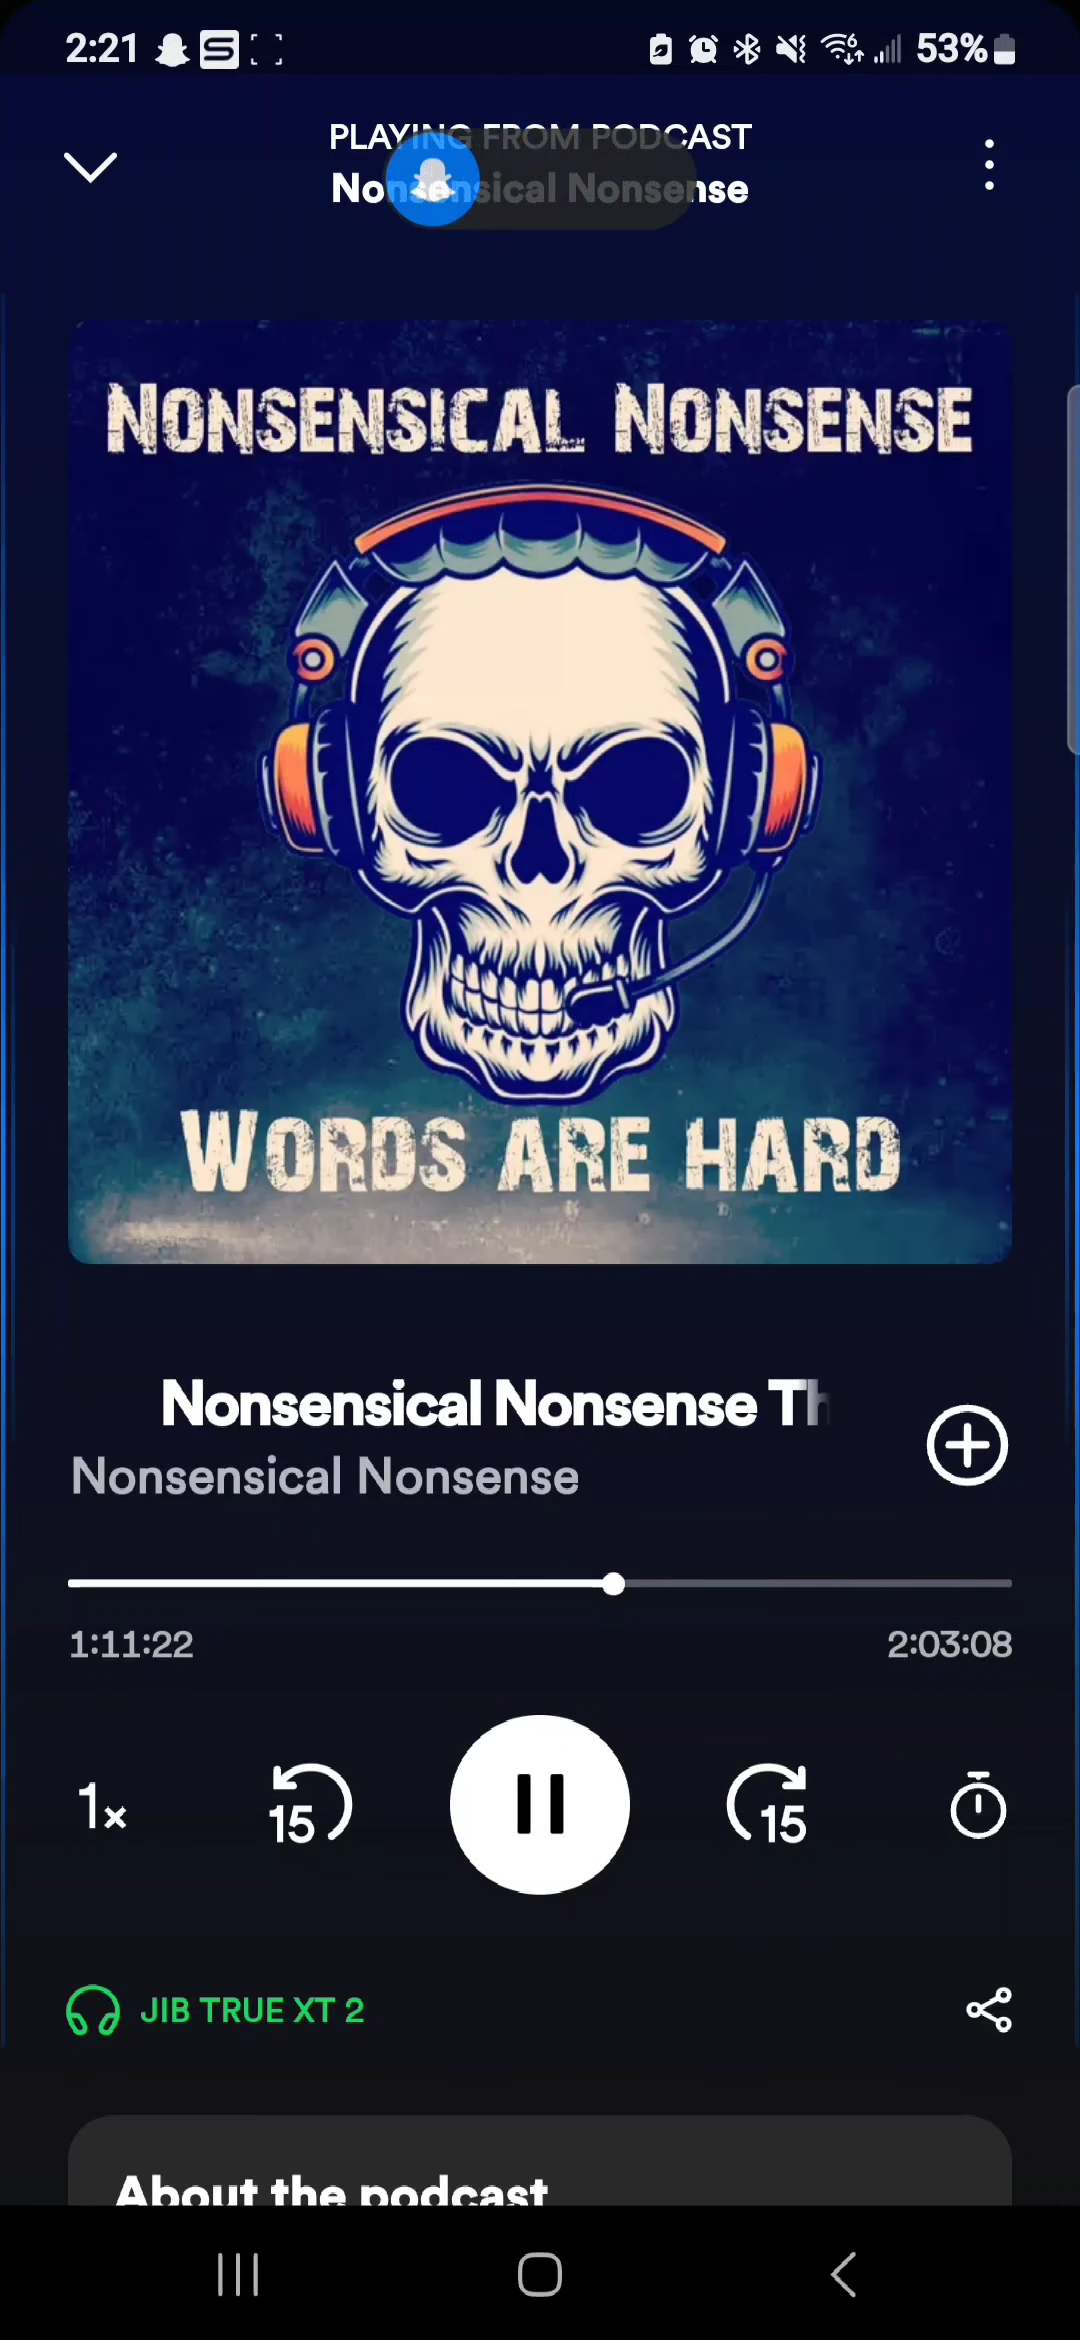 2:21 53%
PLAYING FROM PODCAST
Nonsensical Nonsense
NONSENSICAL NONSENSE
WORDS ARE HARD
Nonsensical Nonsense Th
Nonsensical Nonsense
1:11:22 2:03:08
1x 15 15
JIB TRUE XT 2
About the podcast